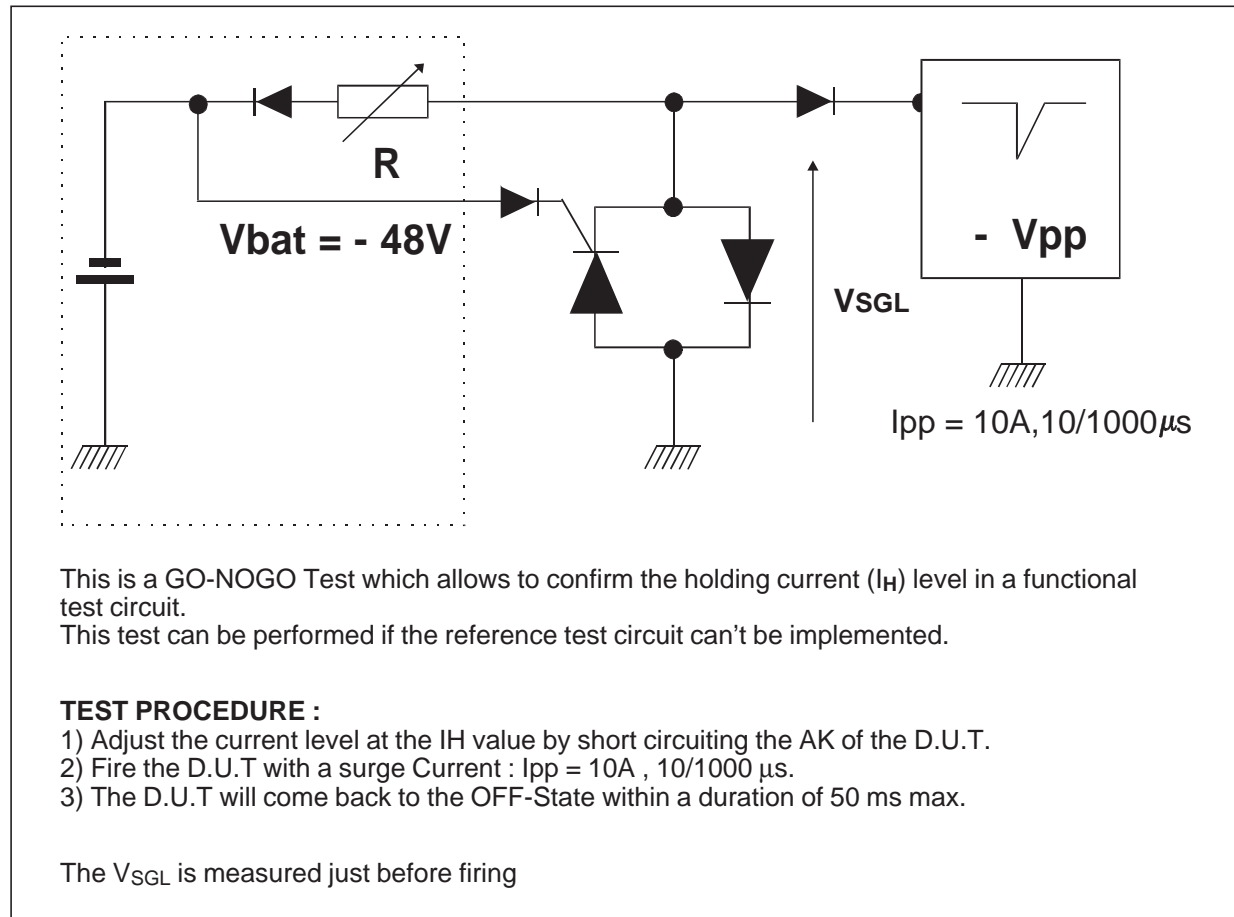 R
Vbat = - 48V
- Vpp
VSGL
Ipp = 10A,10/1000μs
This is a GO-NOGO Test which allows to confirm the holding current (IH) level in a functional
test circuit.
This test can be performed if the reference test circuit can't be implemented.
TEST PROCEDURE :
1) Adjust the current level at the IH value by short circuiting the AK of the D.U.T.
2) Fire the D.U.T with a surge Current : Ipp = 10A , 10/1000 μs.
3) The D.U.T will come back to the OFF-State within a duration of 50 ms max.
The VSGL is measured just before firing